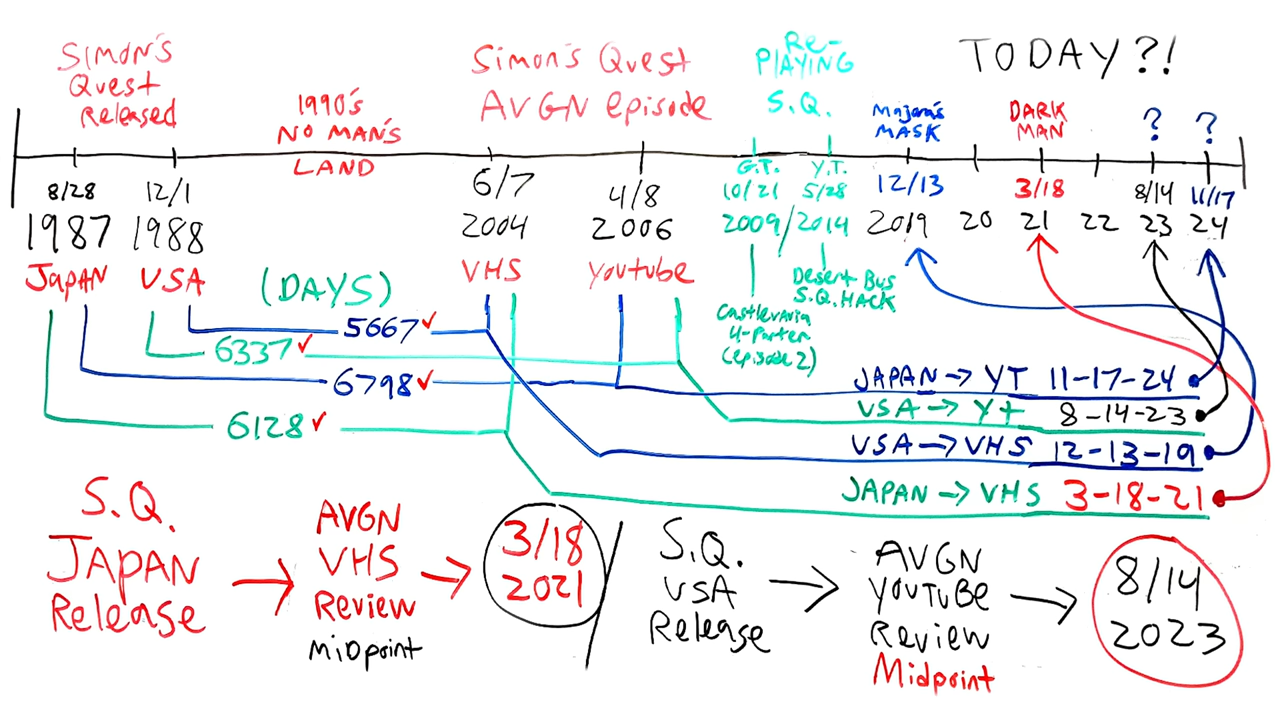 SIMON'S
Quest
Released
1990's
NO MAN'S
LAND
Simon's Quest
AVGN episode
Re-
PLAYING
S.Q.
Majora's
MASK
TODAY?!
DARK
MAN
?
?
8/28
1987
Japan
12/1
1988
USA
6/7
2004
VHS
4/8
2006
youtube
G.T.
10/21
2009/
Castlevania
4-Parter
(episode 2)
Y.T.
5/28
2014
Desert Bus
S.Q. HACK
12/13
2019
20
3/18
21
22
8/14
23
11/17
24
(DAYS)
5667✓
6337✓
6798✓
6128✓
JAPAN → YT 11-17-24
USA → YT 8-14-23
USA → VHS 12-13-19
JAPAN → VHS 3-18-21
S.Q.
JAPAN
Release
→
AVGN
VHS
Review
MiDpoint
→
3/18
2021
/
S.Q.
USA
Release
→
AVGN
YOUTUBE
Review
Midpoint
→
8/14
2023